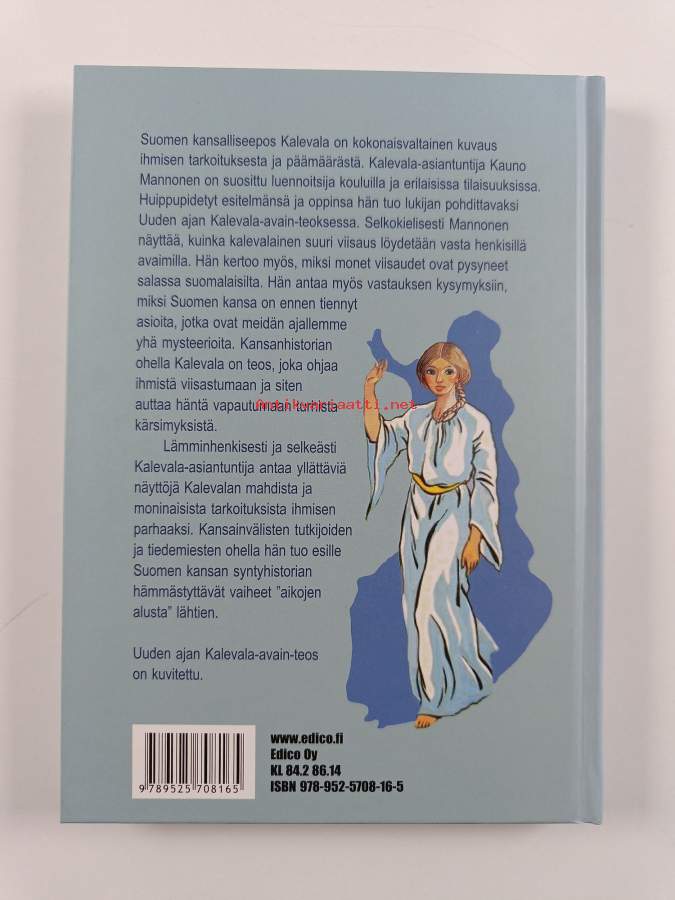 Suomen kansalliseepos Kalevala on kokonaisvaltainen kuvaus
ihmisen tarkoituksesta ja päämäärästä. Kalevala-asiantuntija Kauno
Mannonen on suosittu luennoitsija kouluilla ja erilaisissa tilaisuuksissa.
Huippupidetyt esitelmänsä ja oppinsa hän tuo lukijan pohdittavaksi
Uuden ajan Kalevala-avain-teoksessa. Selkokielisesti Mannonen
näyttää, kuinka kalevalainen suuri viisaus löydetään vasta henkisillä
avaimilla. Hän kertoo myös, miksi monet viisaudet ovat pysyneet
salassa suomalaisilta. Hän antaa myös vastauksen kysymyksiin,
miksi Suomen kansa on ennen tiennyt
asioita, jotka ovat meidän ajallemme
yhä mysteerioita. Kansanhistorian
ohella Kalevala on teos, joka ohjaa
ihmistä viisastumaan ja siten
auttaa häntä vapautumaan turhista
Antikvariaatti.net
kärsimyksistä.
Lämminhenkisesti ja selkeästi
Kalevala-asiantuntija antaa yllättäviä
näyttöjä Kalevalan mahdista ja
moninaisista tarkoituksista ihmisen
parhaaksi. Kansainvälisten tutkijoiden
ja tiedemiesten ohella hän tuo esille
Suomen kansan syntyhistorian
hämmästyttävät vaiheet "aikojen
alusta" lähtien.
Uuden ajan Kalevala-avain-teos
on kuvitettu.
www.edico.fi
Edico Oy
KL 84.2 86.14
ISBN 978-952-5708-16-5
9 789525 708165